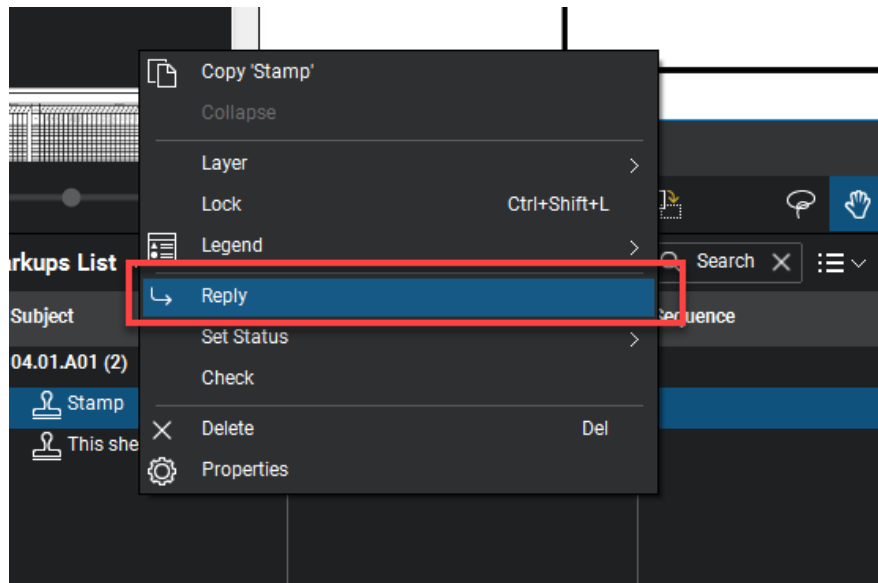 Copy 'Stamp'
Collapse
Layer
Lock Ctrl+Shift+L
Legend
rkups List Search
Reply
Subject Sequence
Set Status
04.01.A01 (2)
Check
Stamp
Delete Del
This she
Properties